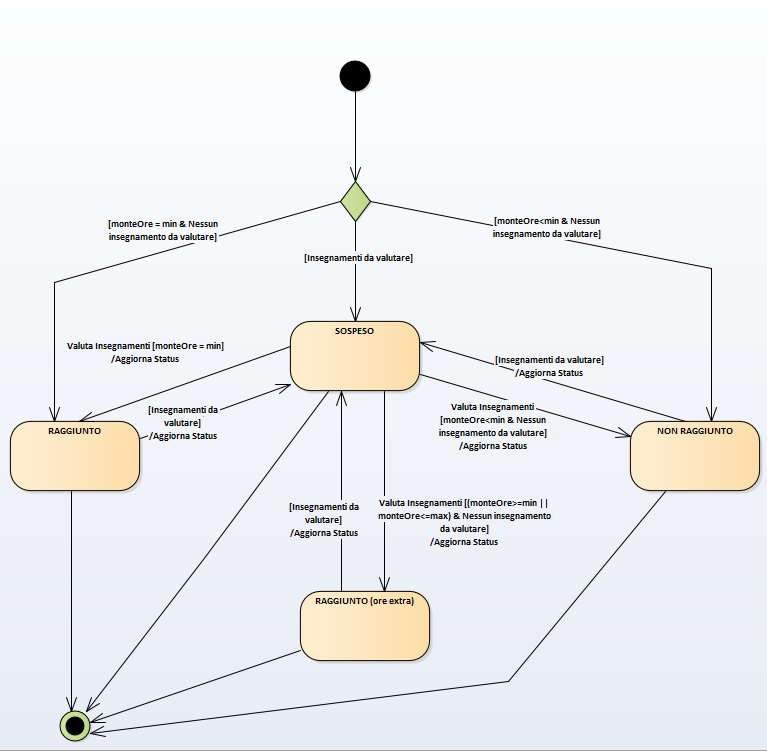 [monteOre = min & Nessun
insegnamento da valutare]
[monteOre<min & Nessun
insegnamento da valutare]
[Insegnamenti da valutare]
SOSPESO
Valuta Insegnamenti [monteOre = min]
/Aggiorna Status
[Insegnamenti da valutare]
/Aggiorna Status
[Insegnamenti da
valutare]
/Aggiorna Status
Valuta Insegnamenti
[monteOre<min & Nessun
insegnamento da valutare]
/Aggiorna Status
RAGGIUNTO
NON RAGGIUNTO
[Insegnamenti da
valutare]
/Aggiorna Status
Valuta Insegnamenti [(monteOre>=min ||
monteOre<=max) & Nessun insegnamento
da valutare]
/Aggiorna Status
RAGGIUNTO (ore extra)